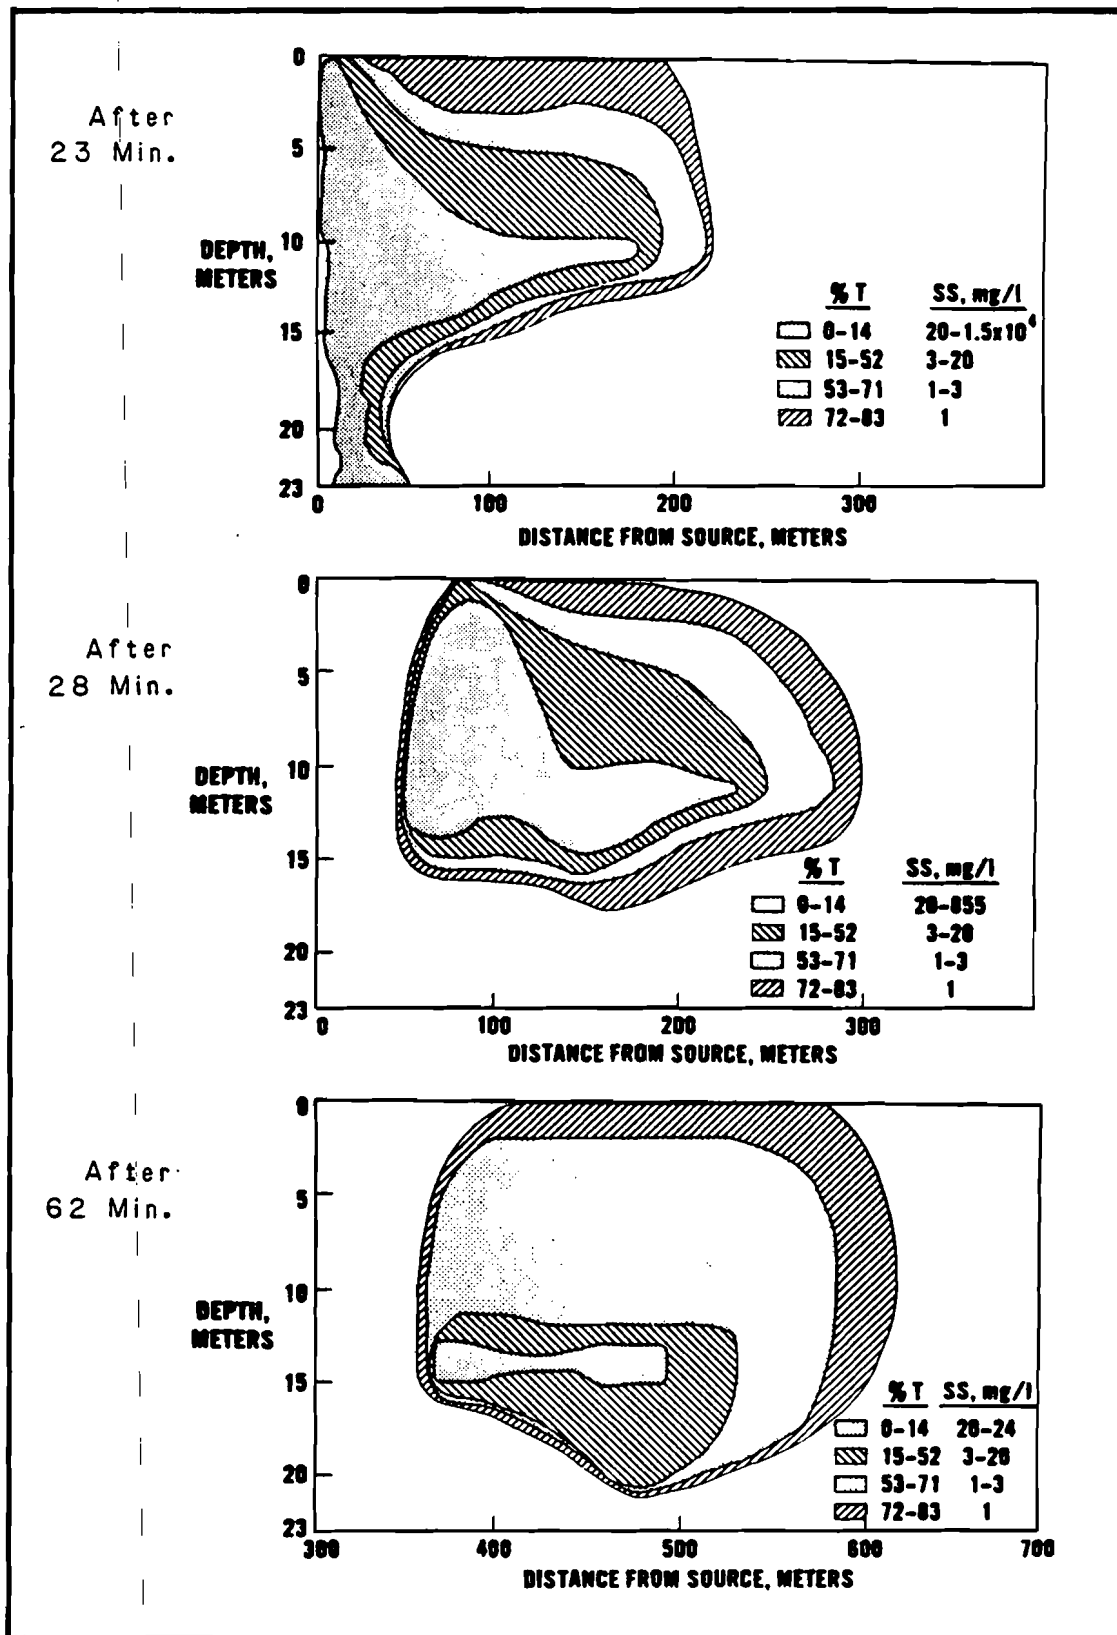 After
23 Min.
0
5
DEPTH,
10
METERS
15
20
23
0 100 200 300
DISTANCE FROM SOURCE, METERS
% T SS, mg/l
0-14 20-1.5x10⁴
15-52 3-20
53-71 1-3
72-83 1
After
28 Min.
0
5
DEPTH,
10
METERS
15
20
23
0 100 200 300
DISTANCE FROM SOURCE, METERS
% T SS, mg/l
0-14 20-855
15-52 3-20
53-71 1-3
72-83 1
After
62 Min.
0
5
10
DEPTH,
METERS
15
20
23
300 400 500 600 700
DISTANCE FROM SOURCE, METERS
% T SS, mg/l
0-14 20-24
15-52 3-20
53-71 1-3
72-83 1